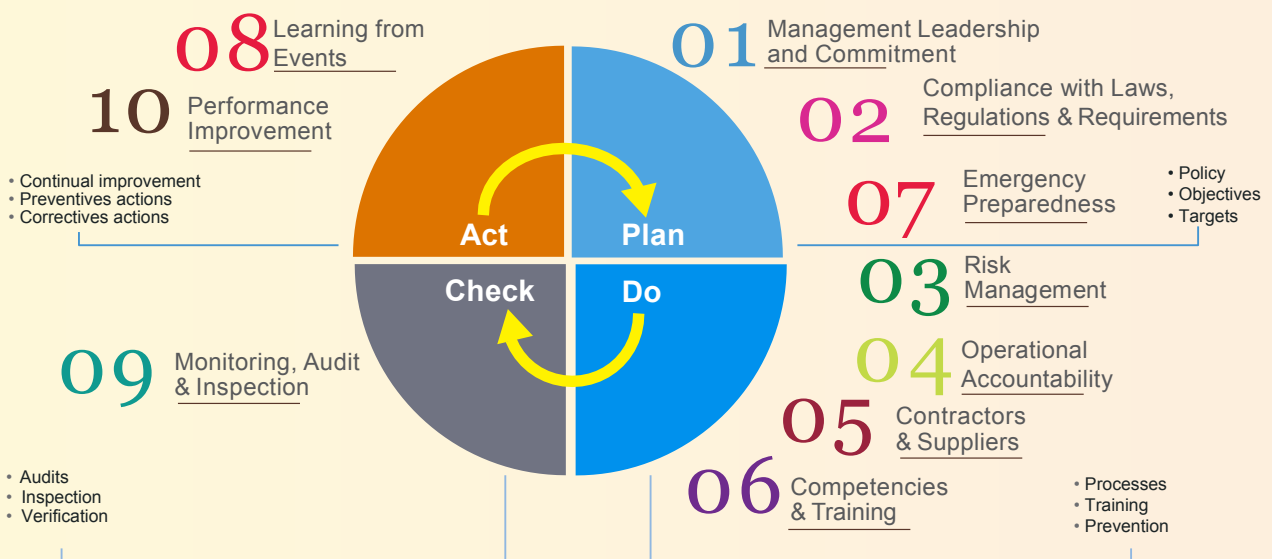 08 Learning from
Events
10 Performance
Improvement
• Continual improvement
• Preventives actions
• Correctives actions
01 Management Leadership
and Commitment
02 Compliance with Laws,
Regulations & Requirements
07 Emergency
Preparedness
• Policy
• Objectives
• Targets
Act
Plan
Check
Do
03 Risk
Management
04 Operational
Accountability
05 Contractors
& Suppliers
06 Competencies
& Training
• Processes
• Training
• Prevention
09 Monitoring, Audit
& Inspection
• Audits
• Inspection
• Verification